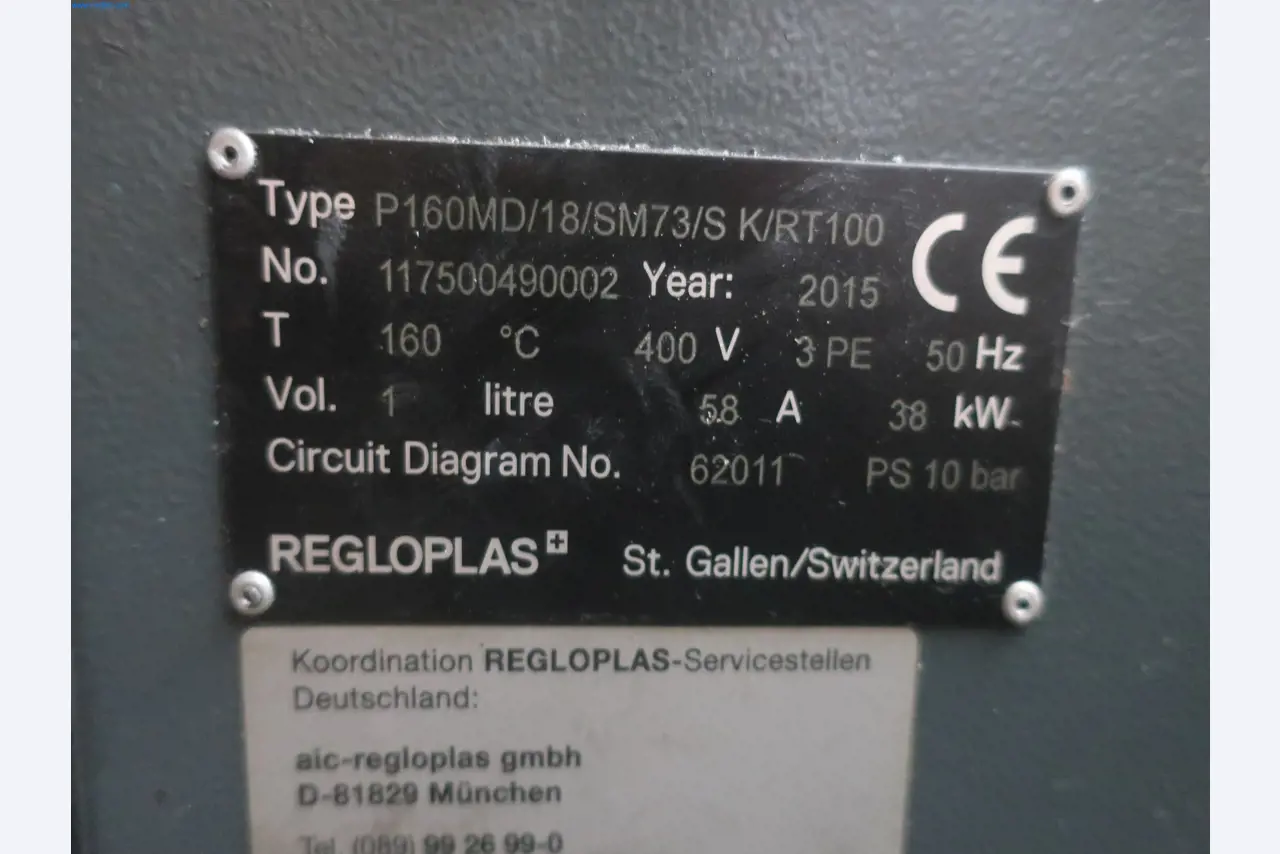 Type P160MD/18/SM73/S K/RT100 CE
No. 117500490002 Year: 2015
T 160 °C 400 V 3 PE 50 Hz
Vol. 1 litre 58 A 38 kW
Circuit Diagram No. 62011 PS 10 bar
REGLOPLAS St. Gallen/Switzerland
Koordination REGLOPLAS-Servicestellen
Deutschland:
aic-regloplas gmbh
D-81829 München
Tel. (089) 99 26 99-0